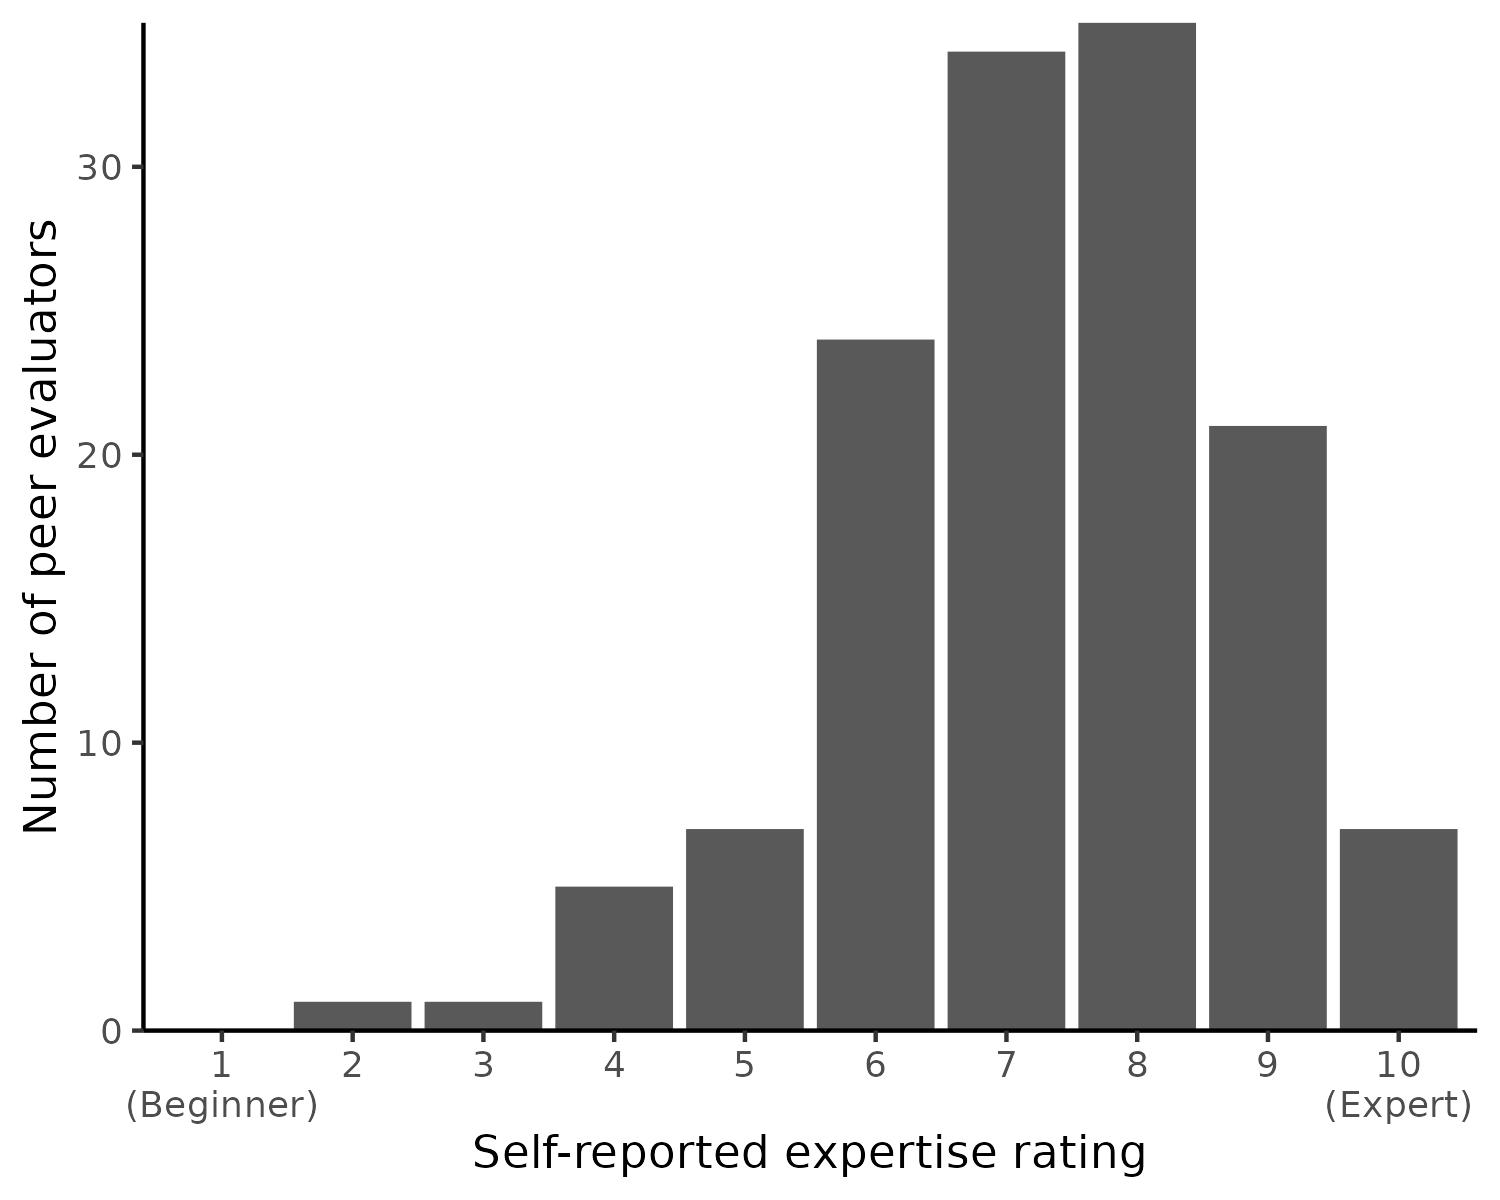 Number of peer evaluators
30
20
10
0
1 2 3 4 5 6 7 8 9 10
(Beginner) (Expert)
Self-reported expertise rating